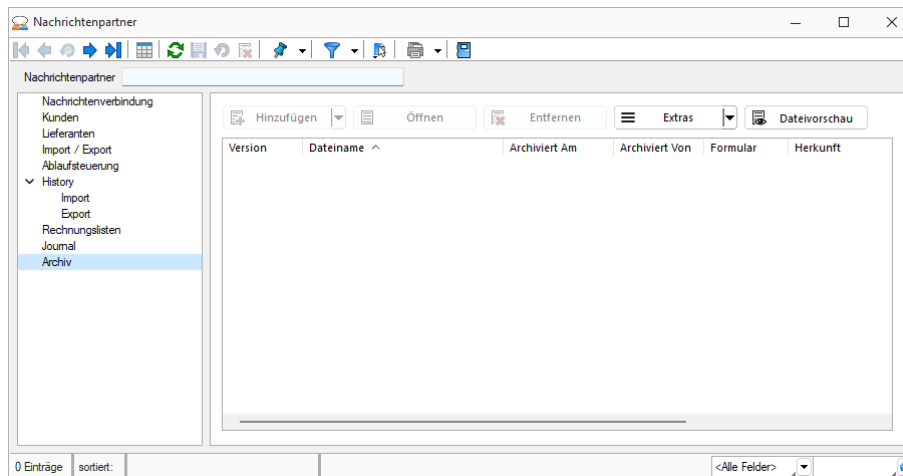 Nachrichtenpartner
Nachrichtenpartner
Nachrichtenverbindung
Kunden
Lieferanten
Import / Export
Ablaufsteuerung
History
Import
Export
Rechnungslisten
Journal
Archiv
Hinzufügen Öffnen Entfernen Extras Dateivorschau
Version Dateiname Archiviert Am Archiviert Von Formular Herkunft
0 Einträge sortiert: <Alle Felder>